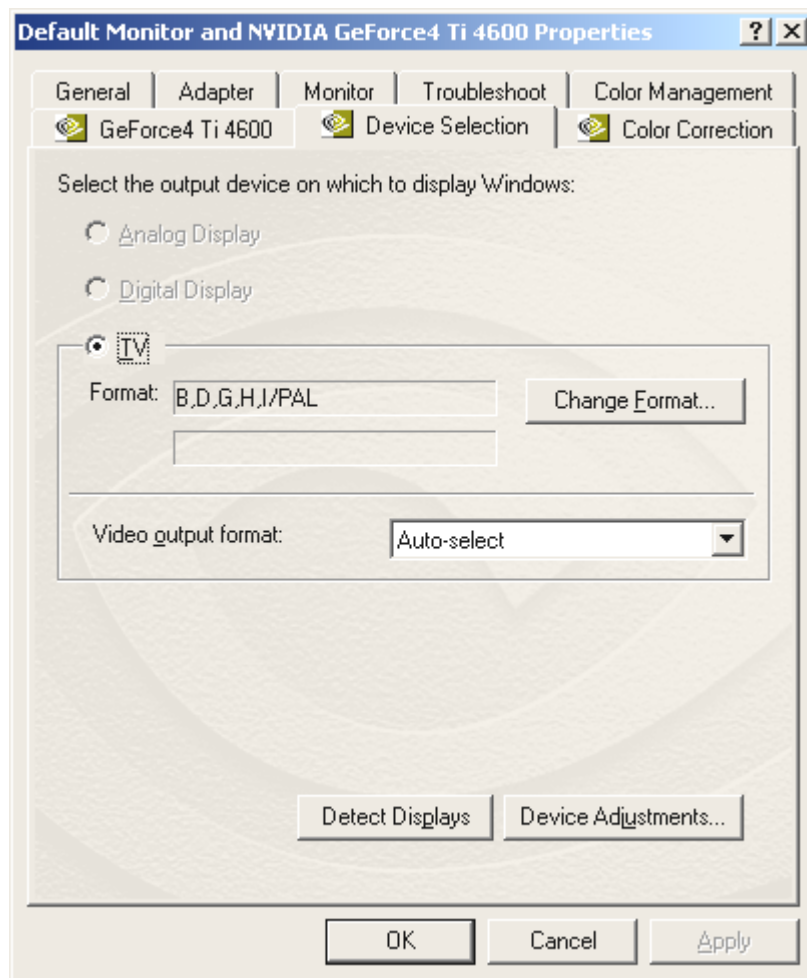 Default Monitor and NVIDIA GeForce4 Ti 4600 Properties
General Adapter Monitor Troubleshoot Color Management
GeForce4 Ti 4600 Device Selection Color Correction
Select the output device on which to display Windows:
Analog Display
Digital Display
TV
Format: B,D,G,H,I/PAL Change Format...
Video output format: Auto-select
Detect Displays Device Adjustments...
OK Cancel Apply